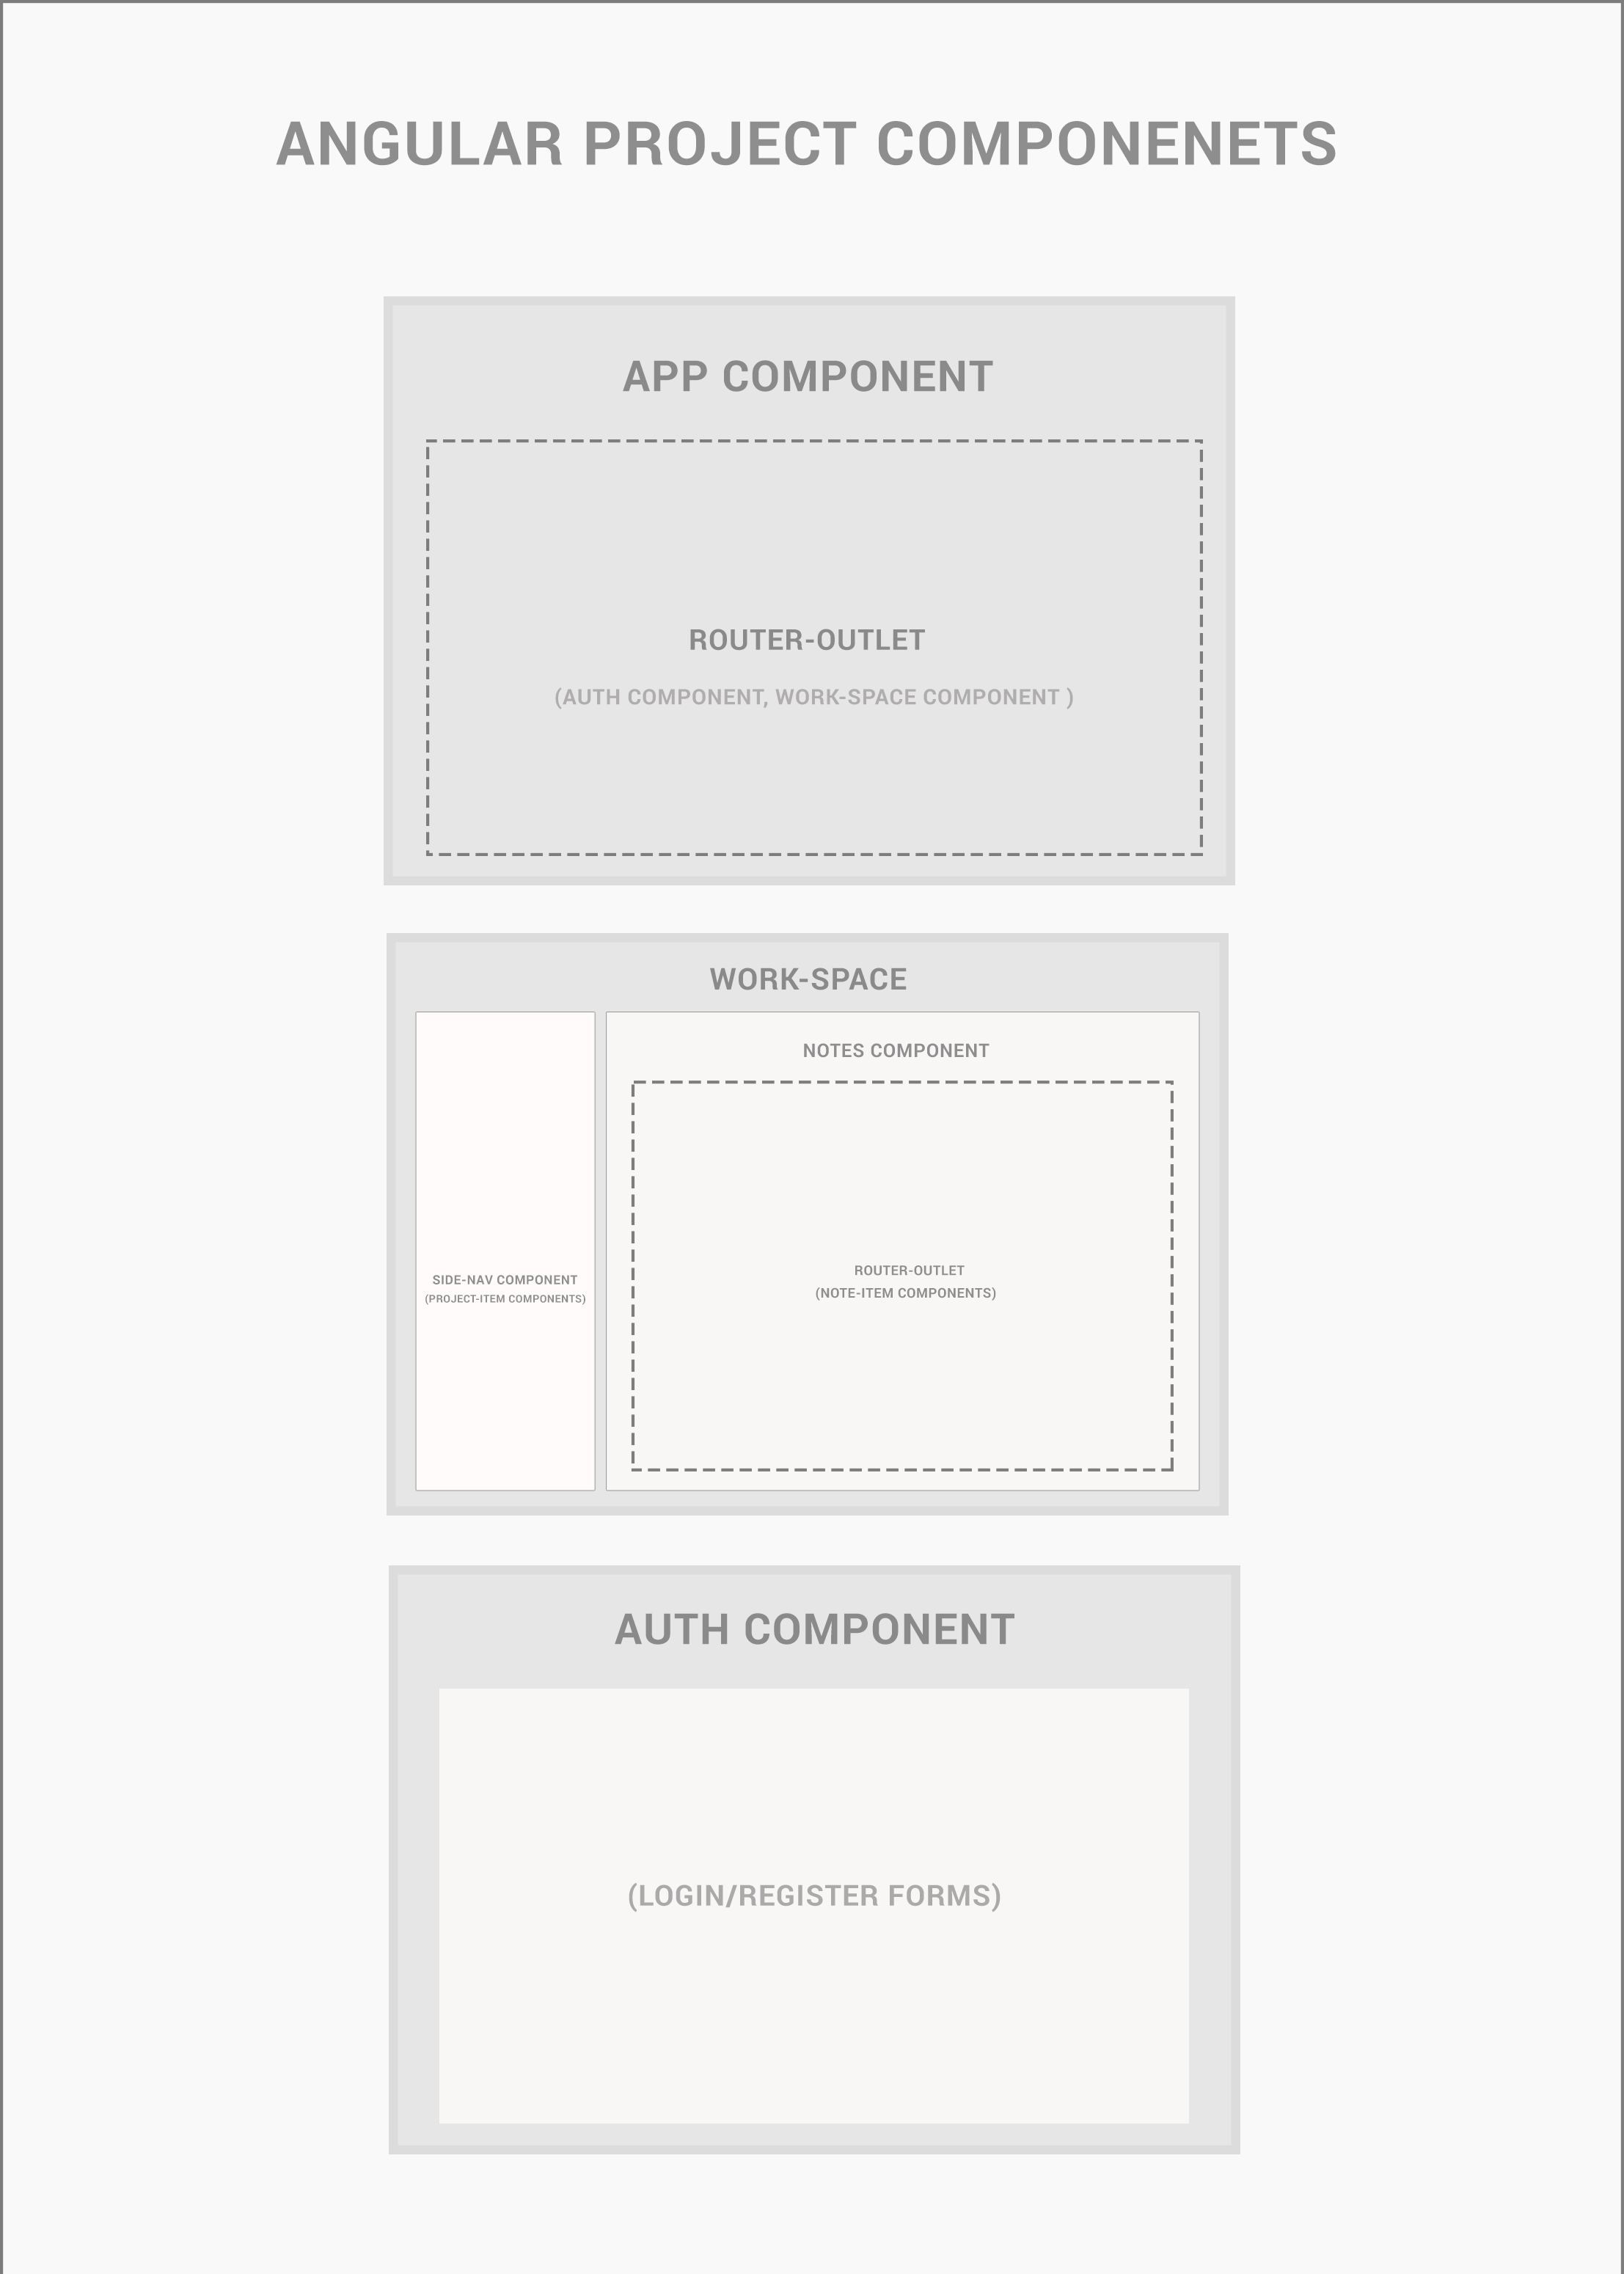 ANGULAR PROJECT COMPONENETS
APP COMPONENT
ROUTER-OUTLET
(AUTH COMPONENT, WORK-SPACE COMPONENT )
WORK-SPACE
SIDE-NAV COMPONENT
(PROJECT-ITEM COMPONENTS)
NOTES COMPONENT
ROUTER-OUTLET
(NOTE-ITEM COMPONENTS)
AUTH COMPONENT
(LOGIN/REGISTER FORMS)